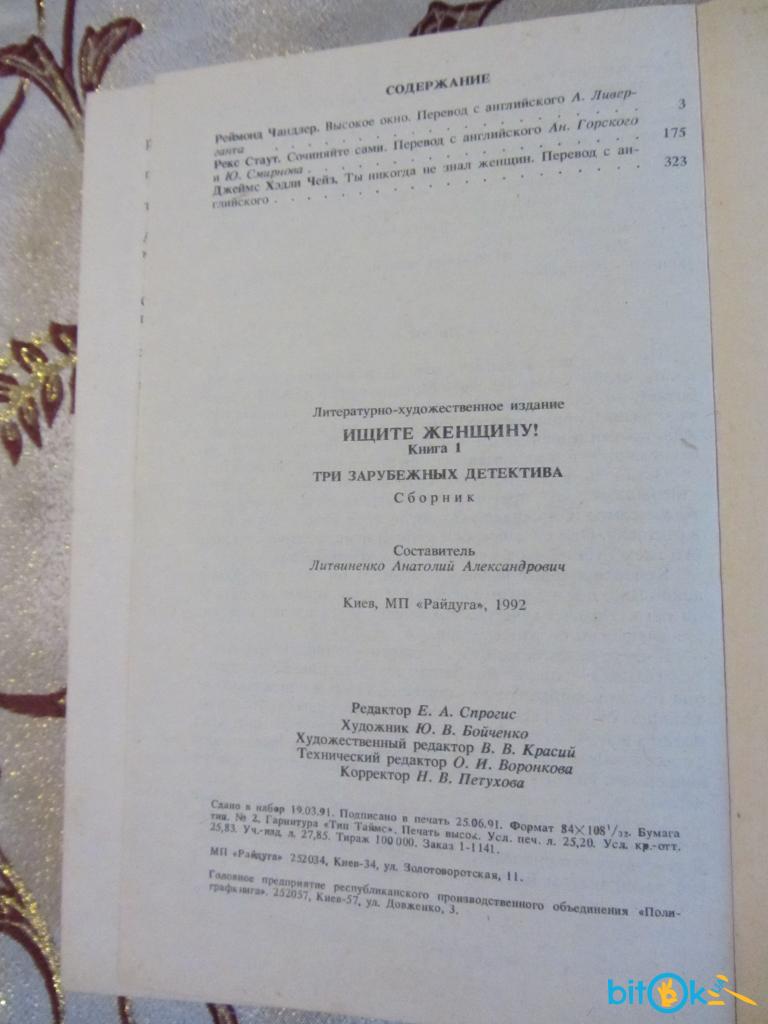 СОДЕРЖАНИЕ
Реймонд Чандлер. Высокое окно. Перевод с английского А. Ливер-
ганта . . . . . . . . . . . . . . . . 3
Рекс Стаут. Сочиняйте сами. Перевод с английского Ан. Горского
и Ю. Смирнова . . . . . . . . . . . . . . 175
Джеймс Хэдли Чейз. Ты никогда не знал женщин. Перевод с ан-
глийского . . . . . . . . . . . . . . . 323
Литературно-художественное издание
ИЩИТЕ ЖЕНЩИНУ!
Книга 1
ТРИ ЗАРУБЕЖНЫХ ДЕТЕКТИВА
Сборник
Составитель
Литвиненко Анатолий Александрович
Киев, МП «Райдуга», 1992
Редактор Е. А. Спрогис
Художник Ю. В. Бойченко
Художественный редактор В. В. Красий
Технический редактор О. И. Воронкова
Корректор Н. В. Петухова
Сдано в набор 19.03.91. Подписано в печать 25.06.91. Формат 84×108¹/₃₂. Бумага
тип. № 2. Гарнитура «Тип Таймс». Печать высок. Усл. печ. л. 25,20. Усл. кр.-отт.
25,83. Уч.-изд. л. 27,85. Тираж 100 000. Заказ 1-1141.
МП «Райдуга» 252034, Киев-34, ул. Золотоворотская, 11.
Головное предприятие республиканского производственного объединения «Поли-
графкнига». 252057, Киев-57, ул. Довженко, 3.
bitOk